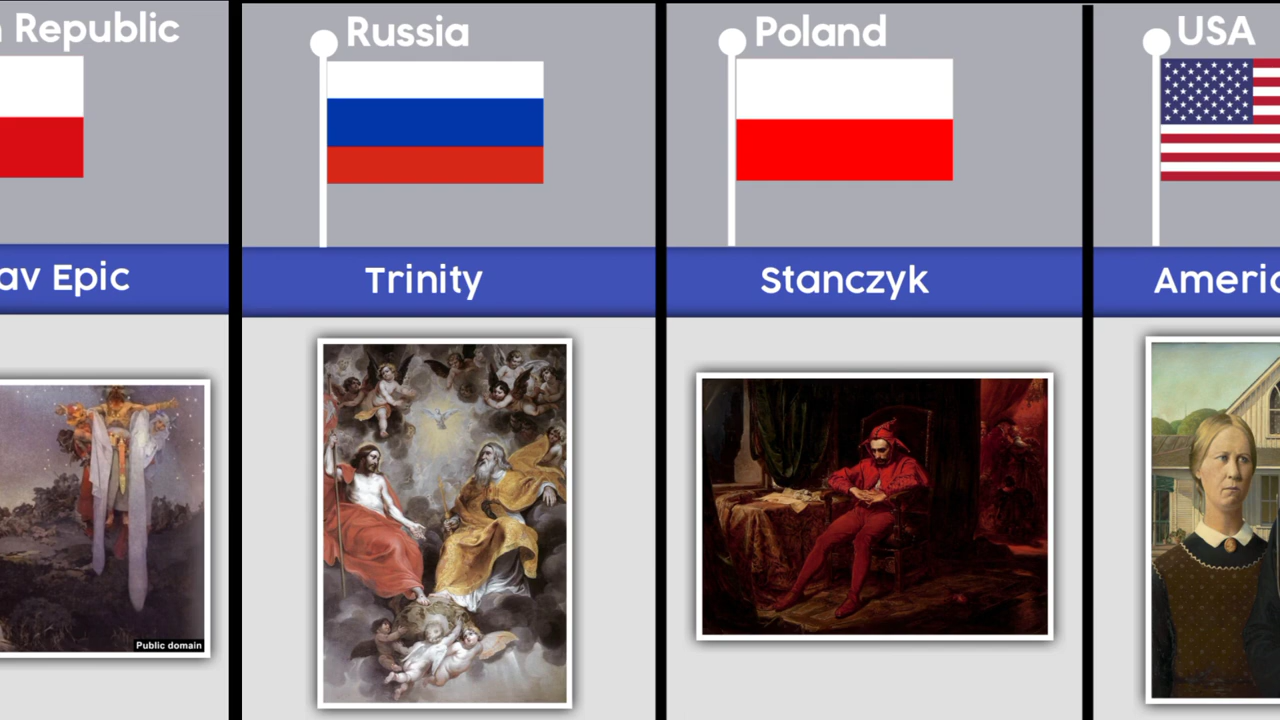 Republic
Russia
Poland
USA
av Epic
Trinity
Stanczyk
Americ
Public domain